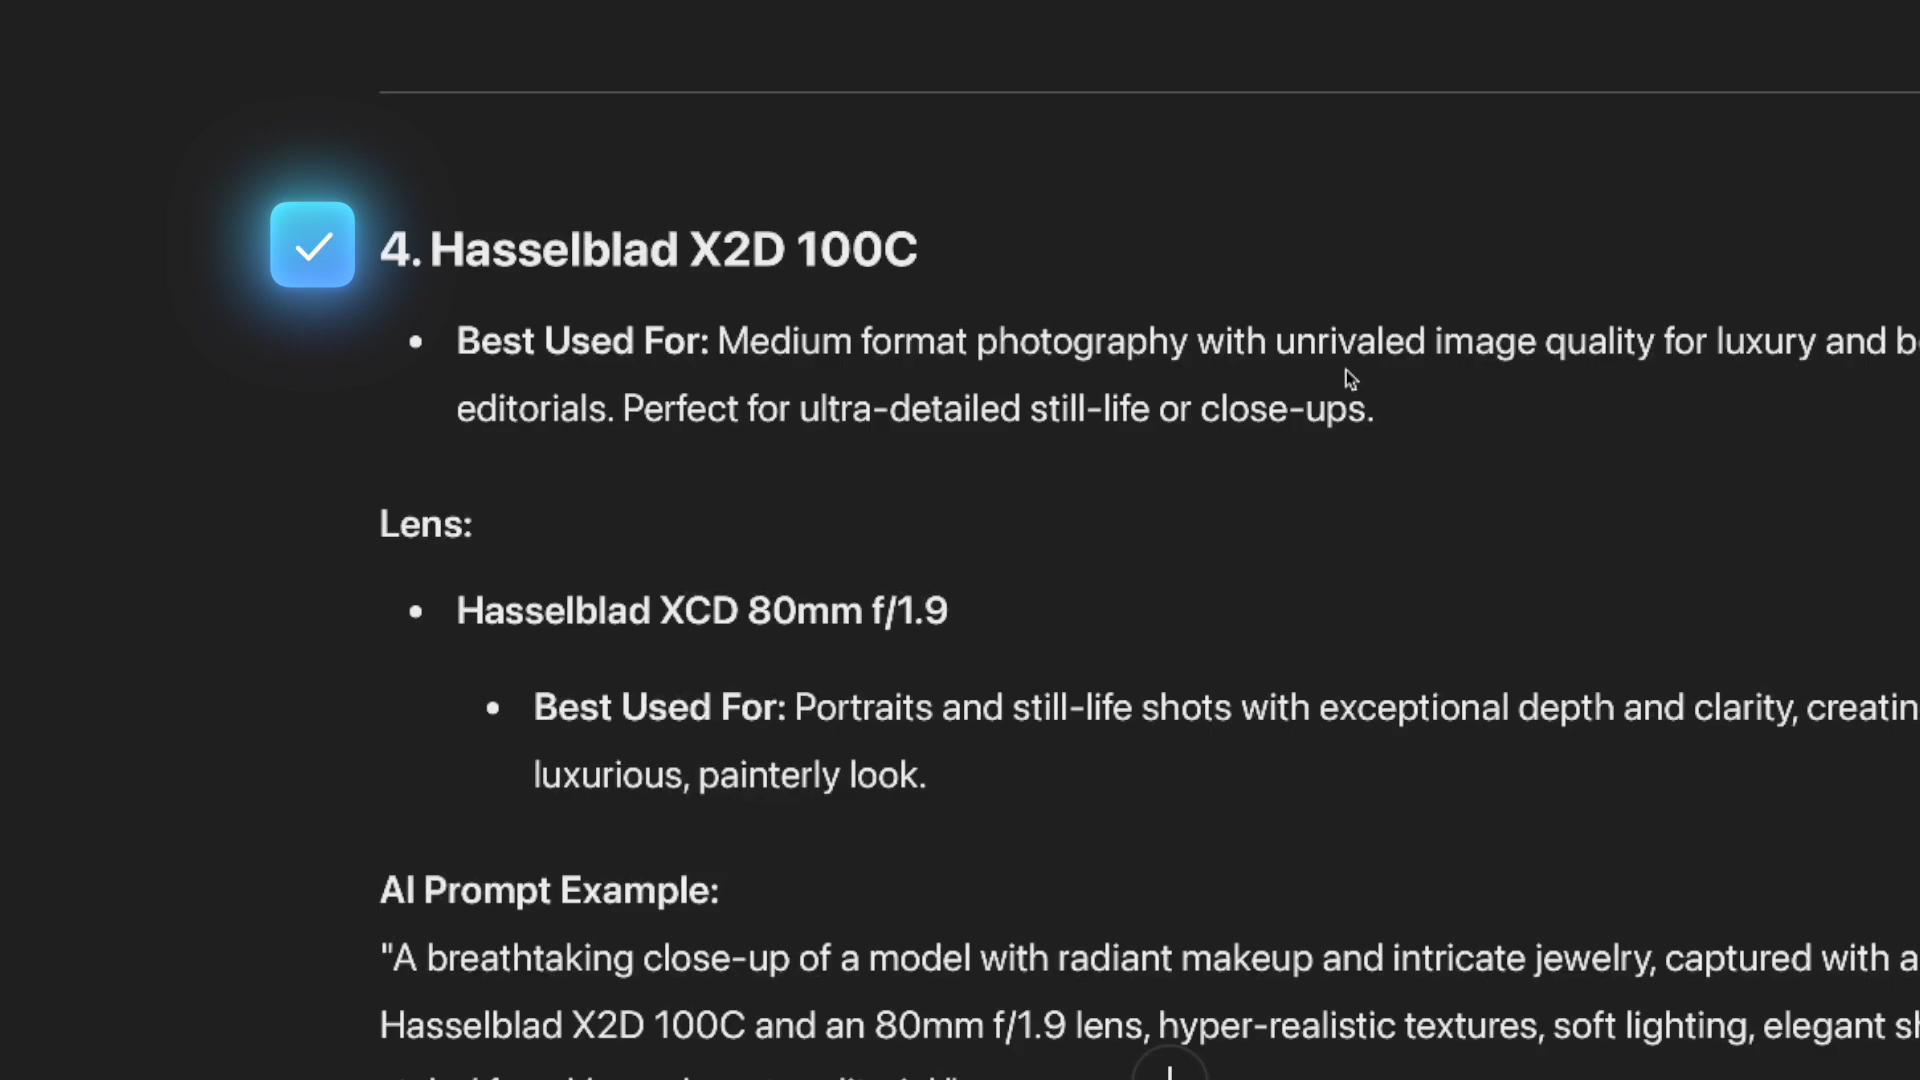 4. Hasselblad X2D 100C
• Best Used For: Medium format photography with unrivaled image quality for luxury and
editorials. Perfect for ultra-detailed still-life or close-ups.
Lens:
• Hasselblad XCD 80mm f/1.9
• Best Used For: Portraits and still-life shots with exceptional depth and clarity,
luxurious, painterly look.
AI Prompt Example:
"A breathtaking close-up of a model with radiant makeup and intricate jewelry, captured with a
Hasselblad X2D 100C and an 80mm f/1.9 lens, hyper-realistic textures, soft lighting, elegant